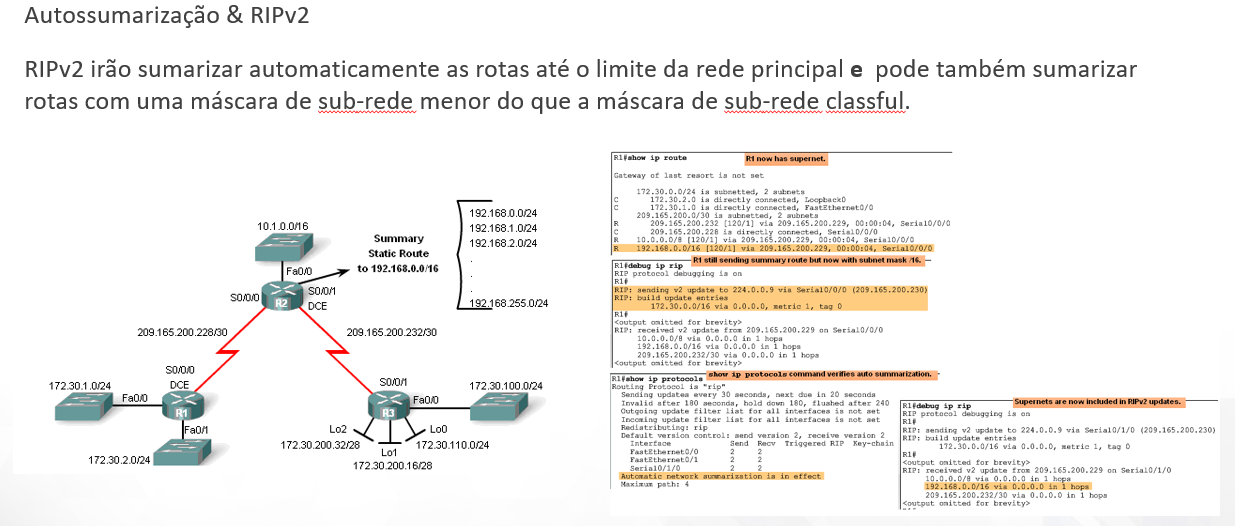 Autossumarização & RIPv2
RIPv2 irão sumarizar automaticamente as rotas até o limite da rede principal e pode também sumarizar
rotas com uma máscara de sub-rede menor do que a máscara de sub-rede classful.
10.1.0.0/16
Fa0/0
Summary
Static Route
to 192.168.0.0/16
192.168.0.0/24
192.168.1.0/24
192.168.2.0/24
.
.
.
192.168.255.0/24
S0/0/0
R2
S0/0/1
DCE
209.165.200.228/30
209.165.200.232/30
S0/0/0
DCE
172.30.1.0/24
Fa0/0
R1
Fa0/1
172.30.2.0/24
S0/0/1
R3
Fa0/0
172.30.100.0/24
Lo2
Lo0
172.30.200.32/28
Lo1
172.30.110.0/24
172.30.200.16/28
R1#show ip route
R1 now has supernet.
Gateway of last resort is not set
172.30.0.0/24 is subnetted, 2 subnets
C 172.30.2.0 is directly connected, Loopback0
C 172.30.1.0 is directly connected, FastEthernet0/0
209.165.200.0/30 is subnetted, 2 subnets
R 209.165.200.232 [120/1] via 209.165.200.229, 00:00:04, Serial0/0/0
C 209.165.200.228 is directly connected, Serial0/0/0
R 10.0.0.0/8 [120/1] via 209.165.200.229, 00:00:04, Serial0/0/0
R 192.168.0.0/16 [120/1] via 209.165.200.229, 00:00:04, Serial0/0/0
R1 still sending summary route but now with subnet mask /16.
R1#debug ip rip
RIP protocol debugging is on
R1#
RIP: sending v2 update to 224.0.0.9 via Serial0/0/0 (209.165.200.230)
RIP: build update entries
172.30.0.0/16 via 0.0.0.0, metric 1, tag 0
R1#
<output omitted for brevity>
RIP: received v2 update from 209.165.200.229 on Serial0/0/0
10.0.0.0/8 via 0.0.0.0 in 1 hops
192.168.0.0/16 via 0.0.0.0 in 1 hops
209.165.200.232/30 via 0.0.0.0 in 1 hops
<output omitted for brevity>
show ip protocols command verifies auto summarization.
R1#show ip protocols
Routing Protocol is "rip"
Sending updates every 30 seconds, next due in 20 seconds
Invalid after 180 seconds, hold down 180, flushed after 240
Outgoing update filter list for all interfaces is not set
Incoming update filter list for all interfaces is not set
Redistributing: rip
Default version control: send version 2, receive version 2
Interface Send Recv Triggered RIP Key-chain
FastEthernet0/0 2 2
FastEthernet0/1 2 2
Serial0/1/0 2 2
Automatic network summarization is in effect
Maximum path: 4
Supernets are now included in RIPv2 updates.
R1#debug ip rip
RIP protocol debugging is on
R1#
RIP: sending v2 update to 224.0.0.9 via Serial0/1/0 (209.165.200.230)
RIP: build update entries
172.30.0.0/16 via 0.0.0.0, metric 1, tag 0
R1#
<output omitted for brevity>
RIP: received v2 update from 209.165.200.229 on Serial0/1/0
10.0.0.0/8 via 0.0.0.0 in 1 hops
192.168.0.0/16 via 0.0.0.0 in 1 hops
209.165.200.232/30 via 0.0.0.0 in 1 hops
<output omitted for brevity>